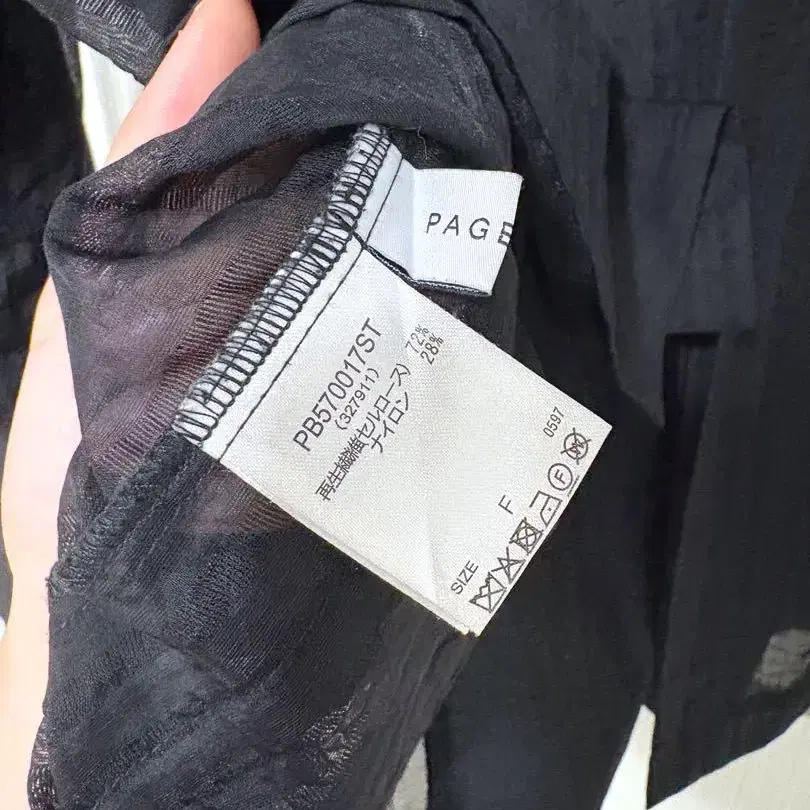 PAGE
PB570017ST
(327911)
再生繊維(セルロース) 72%
ナイロン 28%
SIZE F
0597
F